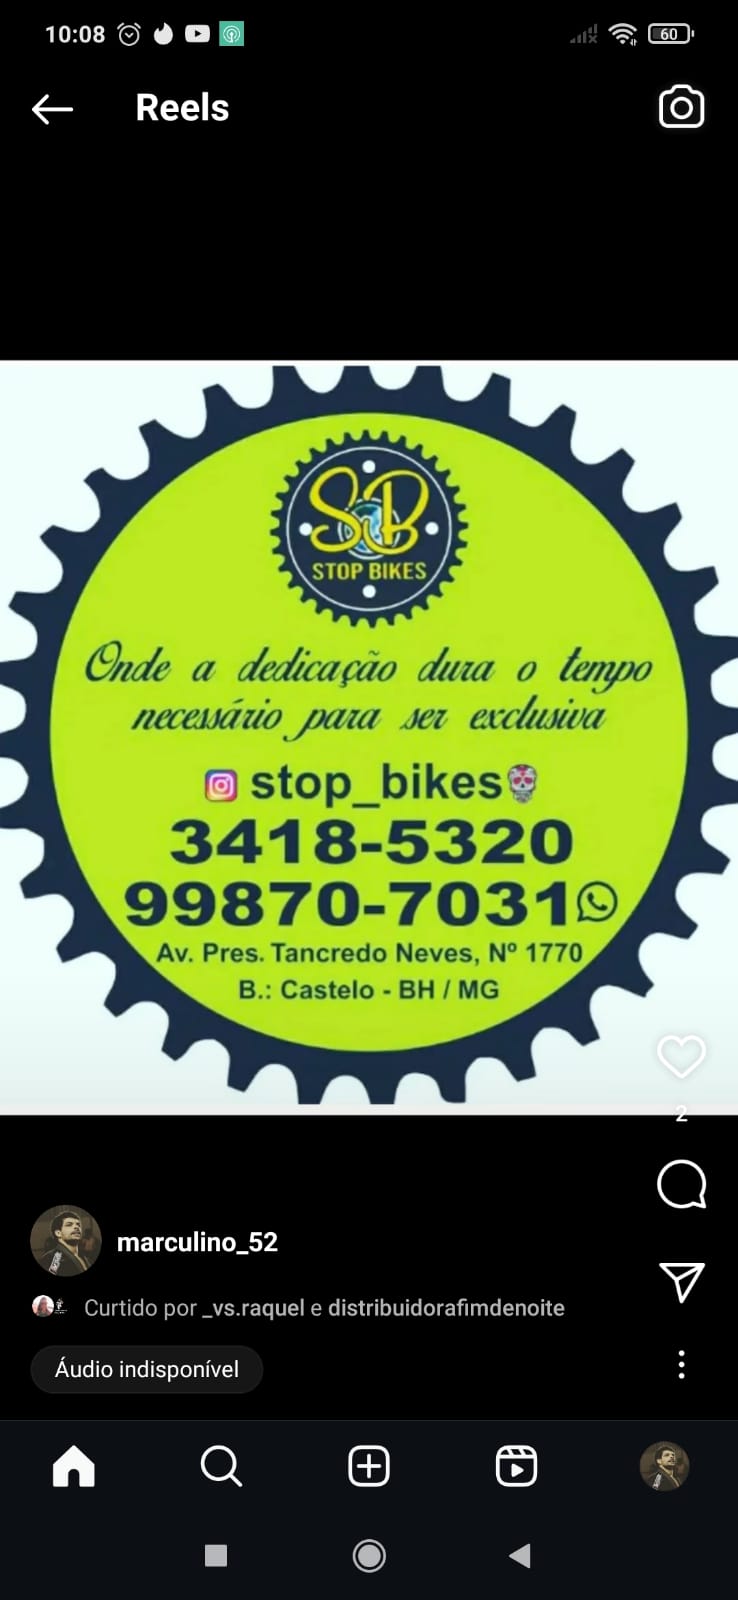 10:08
60
Reels
SB
STOP BIKES
Onde a dedicação dura o tempo
necessário para ser exclusiva
stop_bikes
3418-5320
99870-7031
Av. Pres. Tancredo Neves, Nº 1770
B.: Castelo - BH / MG
2
marculino_52
Curtido por _vs.raquel e distribuidorafimdenoite
Áudio indisponível